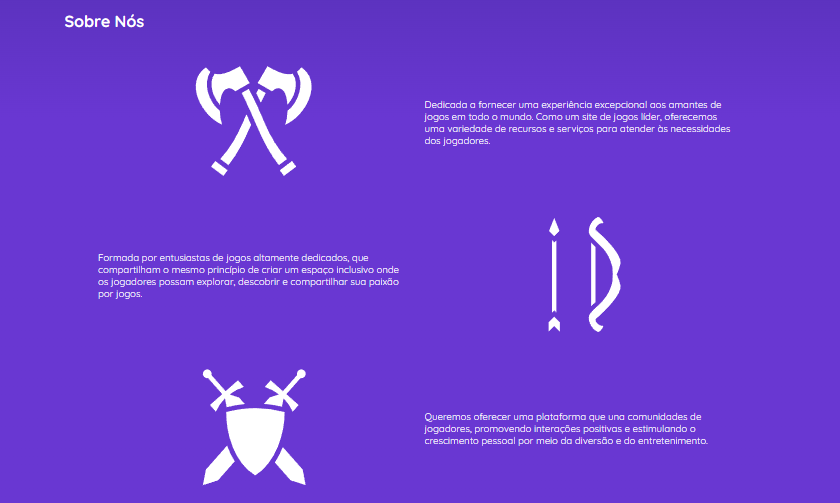 Sobre Nós
Dedicada a fornecer uma experiência excepcional aos amantes de
jogos em todo o mundo. Como um site de jogos líder, oferecemos
uma variedade de recursos e serviços para atender às necessidades
dos jogadores.
Formada por entusiastas de jogos altamente dedicados, que
compartilham o mesmo princípio de criar um espaço inclusivo onde
os jogadores possam explorar, descobrir e compartilhar sua paixão
por jogos.
Queremos oferecer uma plataforma que una comunidades de
jogadores, promovendo interações positivas e estimulando o
crescimento pessoal por meio da diversão e do entretenimento.